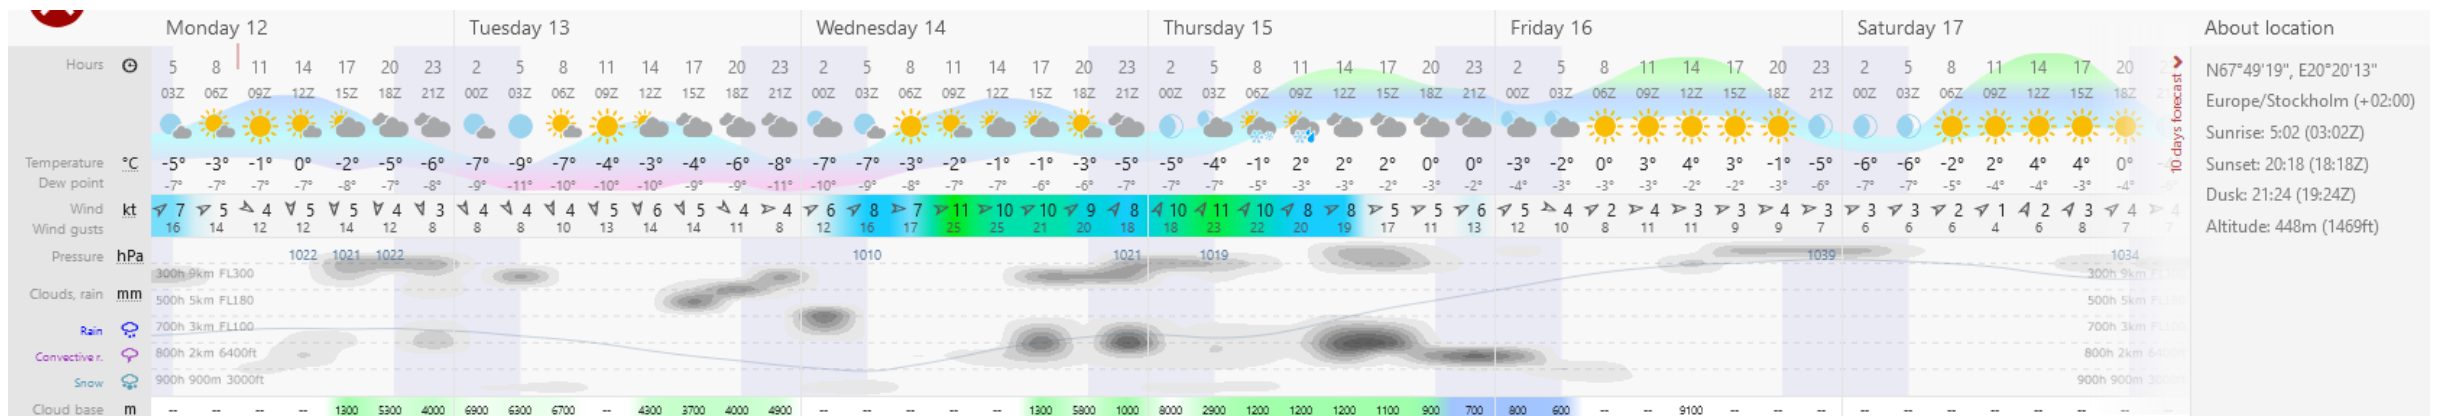 Monday 12 Tuesday 13 Wednesday 14 Thursday 15 Friday 16 Saturday 17 About location
Hours 5 8 11 14 17 20 23 2 5 8 11 14 17 20 23 2 5 8 11 14 17 20 23 2 5 8 11 14 17 20 23 2 5 8 11 14 17 20 23 2 5 8 11 14 17 20
03Z 06Z 09Z 12Z 15Z 18Z 21Z 00Z 03Z 06Z 09Z 12Z 15Z 18Z 21Z 00Z 03Z 06Z 09Z 12Z 15Z 18Z 21Z 00Z 03Z 06Z 09Z 12Z 15Z 18Z 21Z 00Z 03Z 06Z 09Z 12Z 15Z 18Z 21Z 00Z 03Z 06Z 09Z 12Z 15Z 18Z
10 days forecast
Temperature °C -5° -3° -1° 0° -2° -5° -6° -7° -9° -7° -4° -3° -4° -6° -8° -7° -7° -3° -2° -1° -1° -3° -5° -5° -4° -1° 2° 2° 2° 0° 0° -3° -2° 0° 3° 4° 3° -1° -5° -6° -6° -2° 2° 4° 4° 0°
Dew point -7° -7° -7° -7° -8° -7° -8° -9° -11° -10° -10° -10° -9° -9° -11° -10° -9° -8° -7° -7° -6° -6° -7° -7° -7° -5° -3° -3° -2° -3° -2° -4° -3° -3° -3° -2° -2° -3° -6° -7° -7° -5° -4° -3° -3° -4°
Wind kt 7 5 4 5 5 4 3 4 4 4 5 6 5 4 4 6 8 7 11 10 10 9 8 10 11 10 8 8 5 5 6 5 4 2 4 3 3 4 3 3 3 2 1 2 3 4 4
Wind gusts 16 14 12 12 14 12 8 8 8 10 13 14 14 11 8 12 16 17 25 25 21 20 18 18 23 22 20 19 17 11 13 12 10 8 11 11 9 9 7 6 6 6 4 6 8 7
Pressure hPa 1022 1021 1022 1010 1021 1019 1039 1034
300h 9km FL300 300h 9km
Clouds, rain mm
500h 5km FL180 500h 5km
Rain 700h 3km FL100 700h 3km
Convective r. 800h 2km 6400ft 800h 2km
Snow 900h 900m 3000ft 900h 900m
Cloud base m -- -- -- -- 1300 5300 4000 6900 6300 6700 -- 4300 3700 4000 4900 -- -- -- -- -- 1300 5800 1000 8000 2900 1200 1200 1200 1100 900 700 800 600 -- -- 9100 -- -- -- -- -- -- -- -- -- --
N67°49'19", E20°20'13"
Europe/Stockholm (+02:00)
Sunrise: 5:02 (03:02Z)
Sunset: 20:18 (18:18Z)
Dusk: 21:24 (19:24Z)
Altitude: 448m (1469ft)